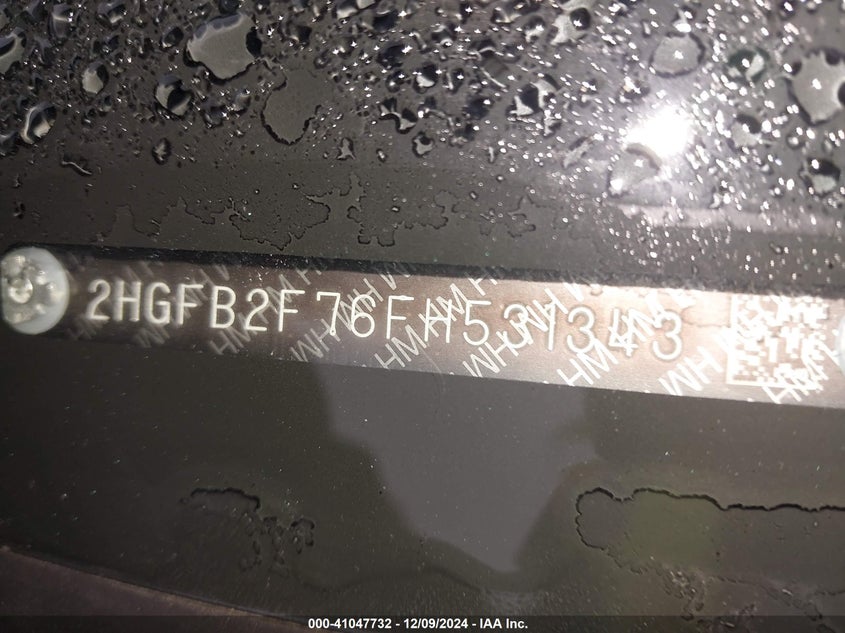 2HGFB2F76FH531343
000-41047732 - 12/09/2024 - IAA Inc.